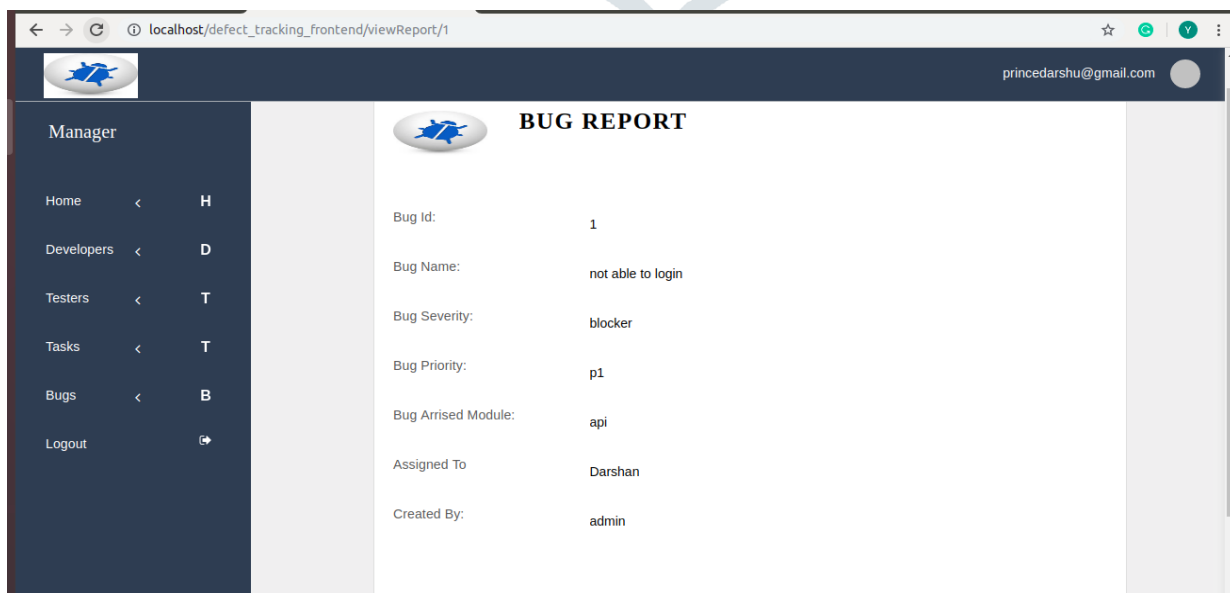 localhost/defect_tracking_frontend/viewReport/1
Y
princedarshu@gmail.com
Manager
Home H
Developers D
Testers T
Tasks T
Bugs B
Logout
BUG REPORT
Bug Id: 1
Bug Name: not able to login
Bug Severity: blocker
Bug Priority: p1
Bug Arrised Module: api
Assigned To Darshan
Created By: admin